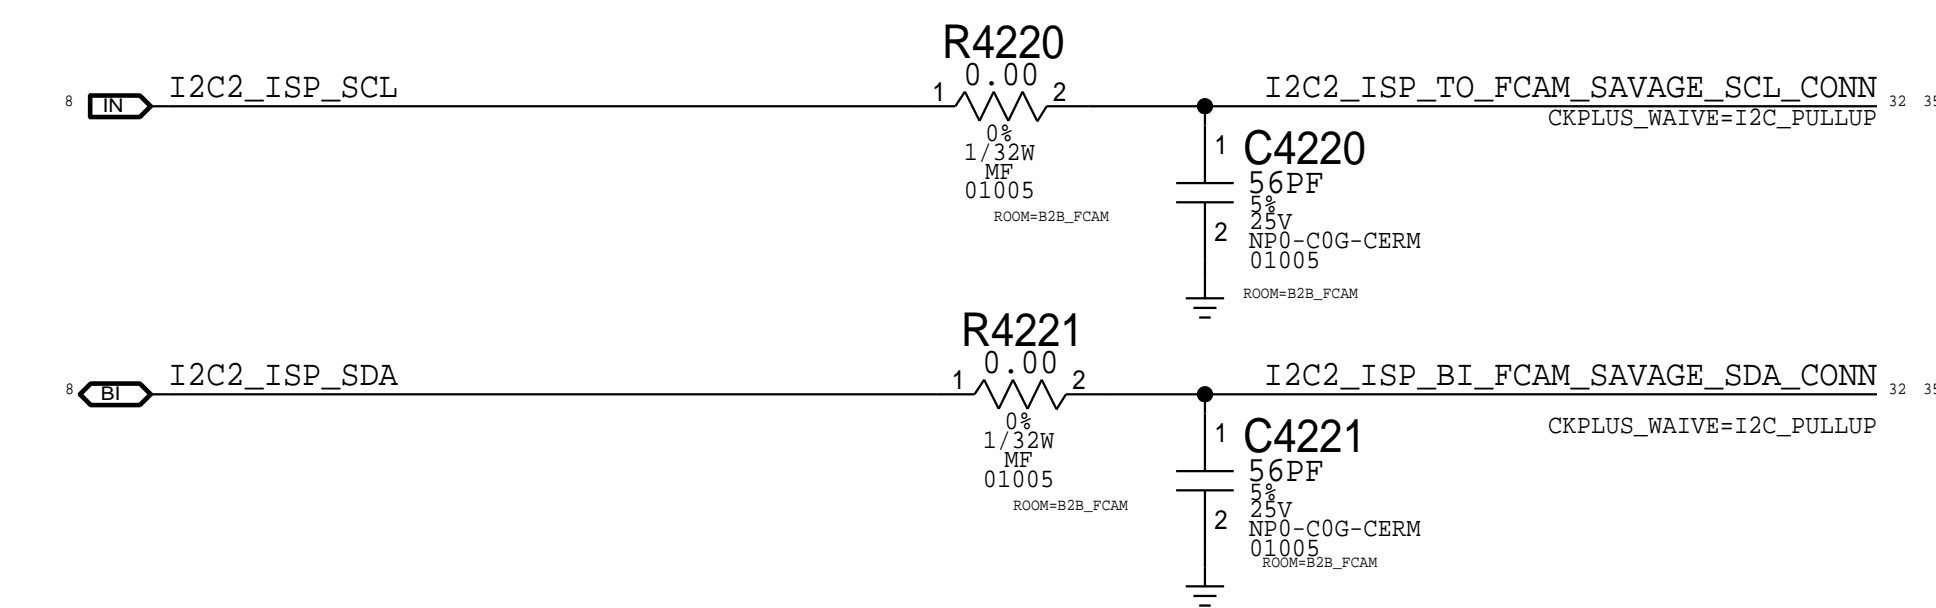 R4220
0.00
8 IN I2C2_ISP_SCL 1 2 I2C2_ISP_TO_FCAM_SAVAGE_SCL_CONN 32 35
CKPLUS_WAIVE=I2C_PULLUP
0%
1/32W
MF
01005
ROOM=B2B_FCAM
1 C4220
56PF
5%
25V
2 NP0-C0G-CERM
01005
ROOM=B2B_FCAM
R4221
0.00
8 BI I2C2_ISP_SDA 1 2 I2C2_ISP_BI_FCAM_SAVAGE_SDA_CONN 32 35
CKPLUS_WAIVE=I2C_PULLUP
0%
1/32W
MF
01005
ROOM=B2B_FCAM
1 C4221
56PF
5%
25V
2 NP0-C0G-CERM
01005
ROOM=B2B_FCAM